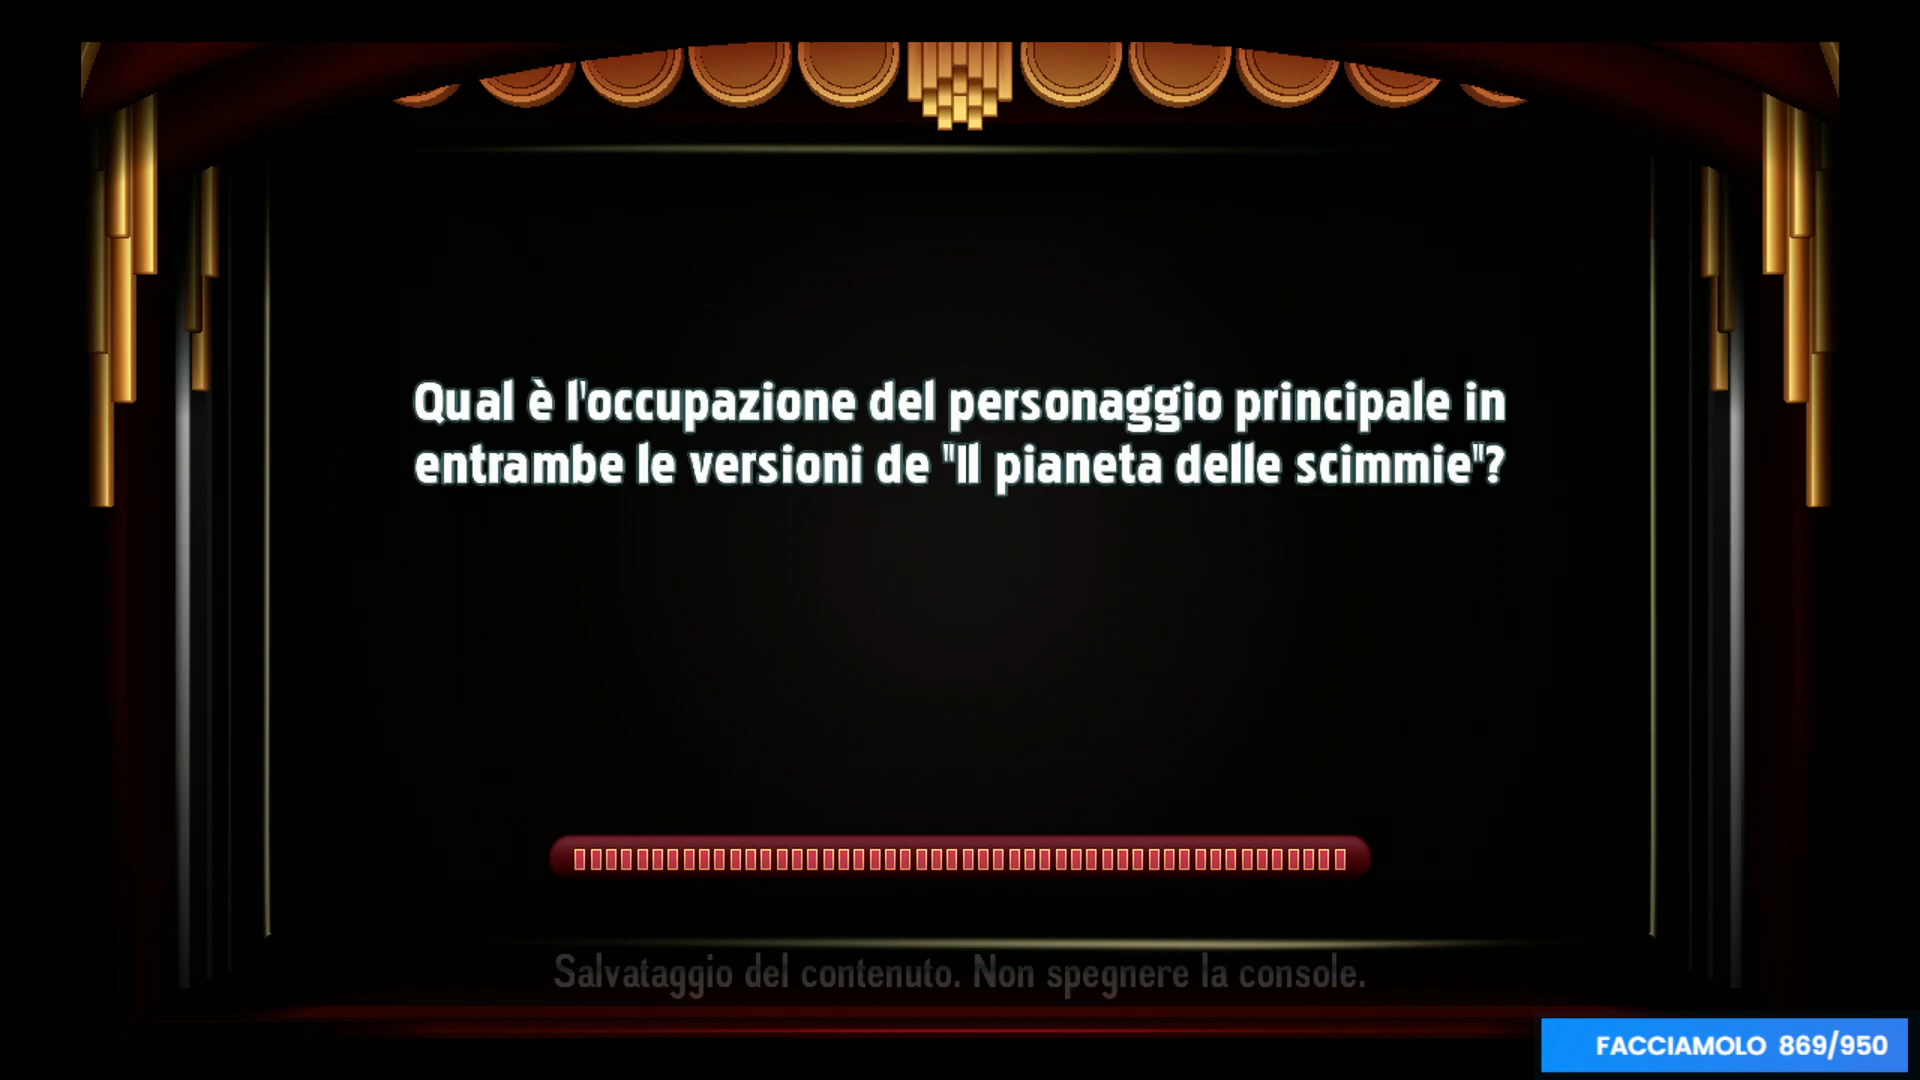 Qual è l'occupazione del personaggio principale in
entrambe le versioni de "Il pianeta delle scimmie"?
Salvataggio del contenuto. Non spegnere la console.
FACCIAMOLO 869/950